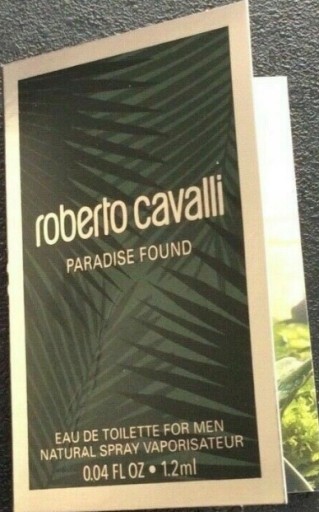 roberto cavalli
PARADISE FOUND
EAU DE TOILETTE FOR MEN
NATURAL SPRAY VAPORISATEUR
0.04 FL OZ • 1.2ml